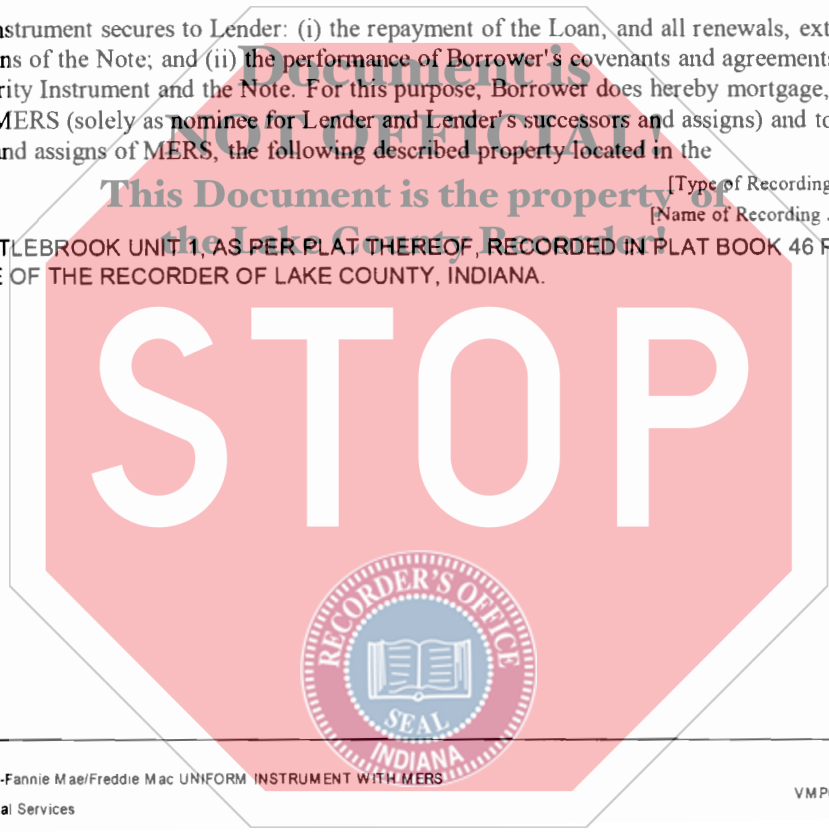 nstrument secures to Lender: (i) the repayment of the Loan, and all renewals, ext
ns of the Note; and (ii) the performance of Borrower's covenants and agreements
rity Instrument and the Note. For this purpose, Borrower does hereby mortgage,
MERS (solely as nominee for Lender and Lender's successors and assigns) and to
nd assigns of MERS, the following described property located in the
[Type of Recording
[Name of Recording
TLEBROOK UNIT 1, AS PER PLAT THEREOF, RECORDED IN PLAT BOOK 46 P
E OF THE RECORDER OF LAKE COUNTY, INDIANA.
Document is
NOT OFFICIAL!
This Document is the property of
the Lake County Recorder!
STOP
RECORDER'S OFFICE
SEAL
INDIANA
-Fannie Mae/Freddie Mac UNIFORM INSTRUMENT WITH MERS
VMP
al Services